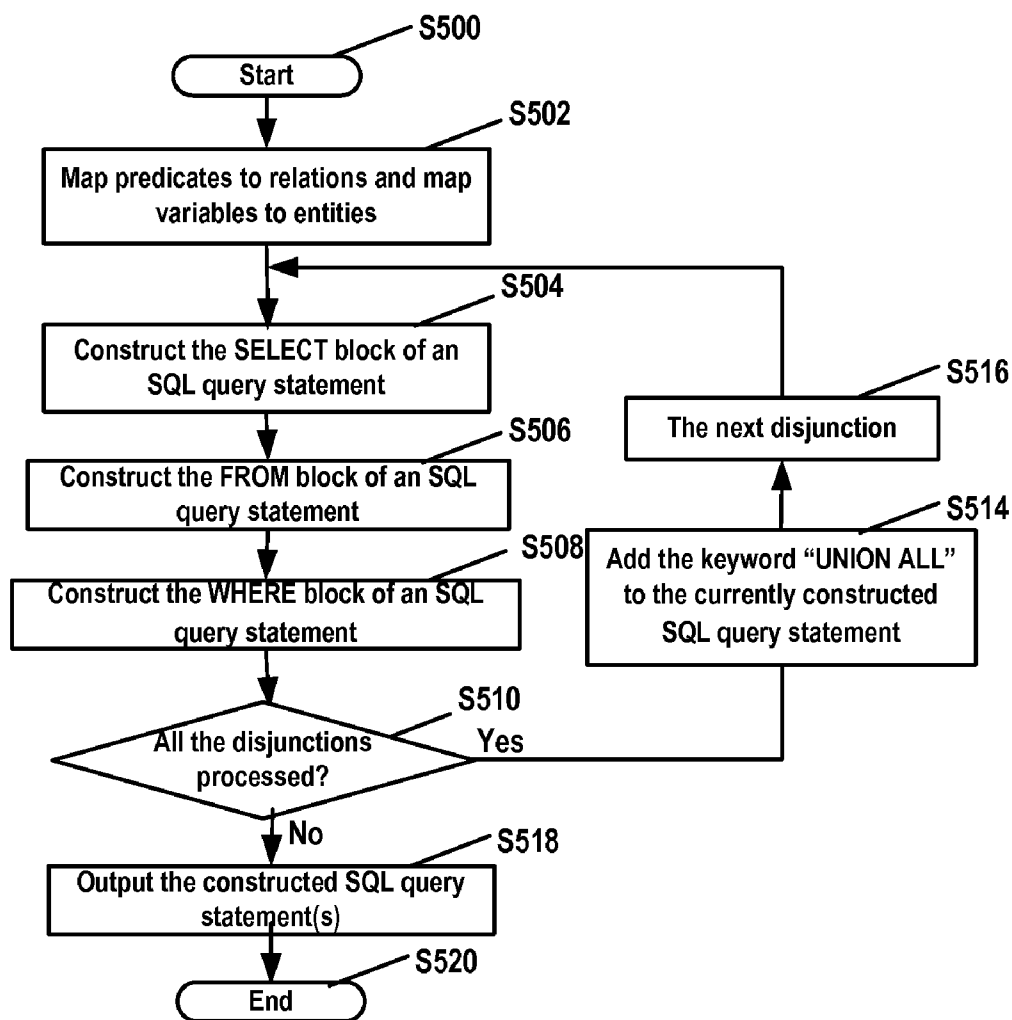 S500
Start
S502
Map predicates to relations and map
variables to entities
S504
Construct the SELECT block of an
SQL query statement
S506
Construct the FROM block of an SQL
query statement
S508
Construct the WHERE block of an SQL
query statement
S510
All the disjunctions
processed?
Yes
No
S514
Add the keyword “UNION ALL”
to the currently constructed
SQL query statement
S516
The next disjunction
S518
Output the constructed SQL query
statement(s)
S520
End